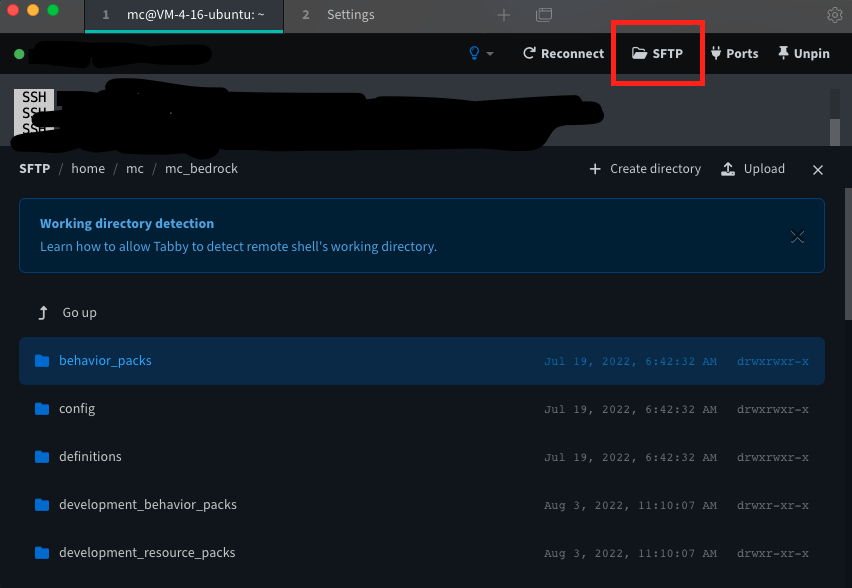 1 mc@VM-4-16-ubuntu: ~ 2 Settings
Reconnect SFTP Ports Unpin
SSH
SSH
SSH
SFTP / home / mc / mc_bedrock + Create directory Upload
Working directory detection
Learn how to allow Tabby to detect remote shell's working directory.
Go up
behavior_packs Jul 19, 2022, 6:42:32 AM drwxrwxr-x
config Jul 19, 2022, 6:42:32 AM drwxrwxr-x
definitions Jul 19, 2022, 6:42:32 AM drwxrwxr-x
development_behavior_packs Aug 3, 2022, 11:10:07 AM drwxr-xr-x
development_resource_packs Aug 3, 2022, 11:10:07 AM drwxr-xr-x